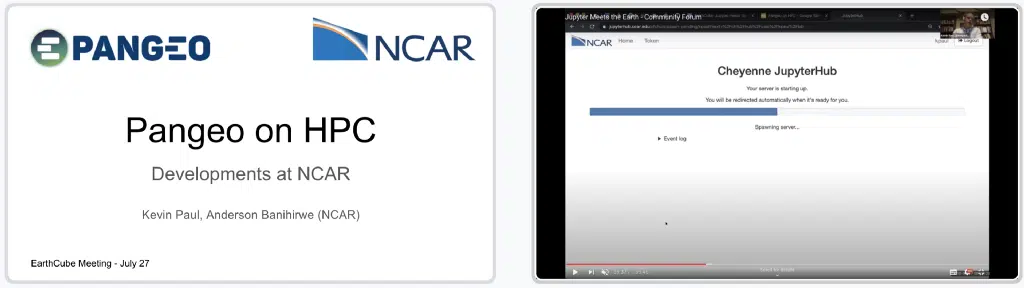 PANGEO
NCAR
Pangeo on HPC
Developments at NCAR
Kevin Paul, Anderson Banihirwe (NCAR)
EarthCube Meeting - July 27
Jupyter Meets the Earth - Community Forum
NCAR
Home
Token
Logout
Cheyenne JupyterHub
Your server is starting up.
You will be redirected automatically when it's ready for you.
Spawning server...
Event log